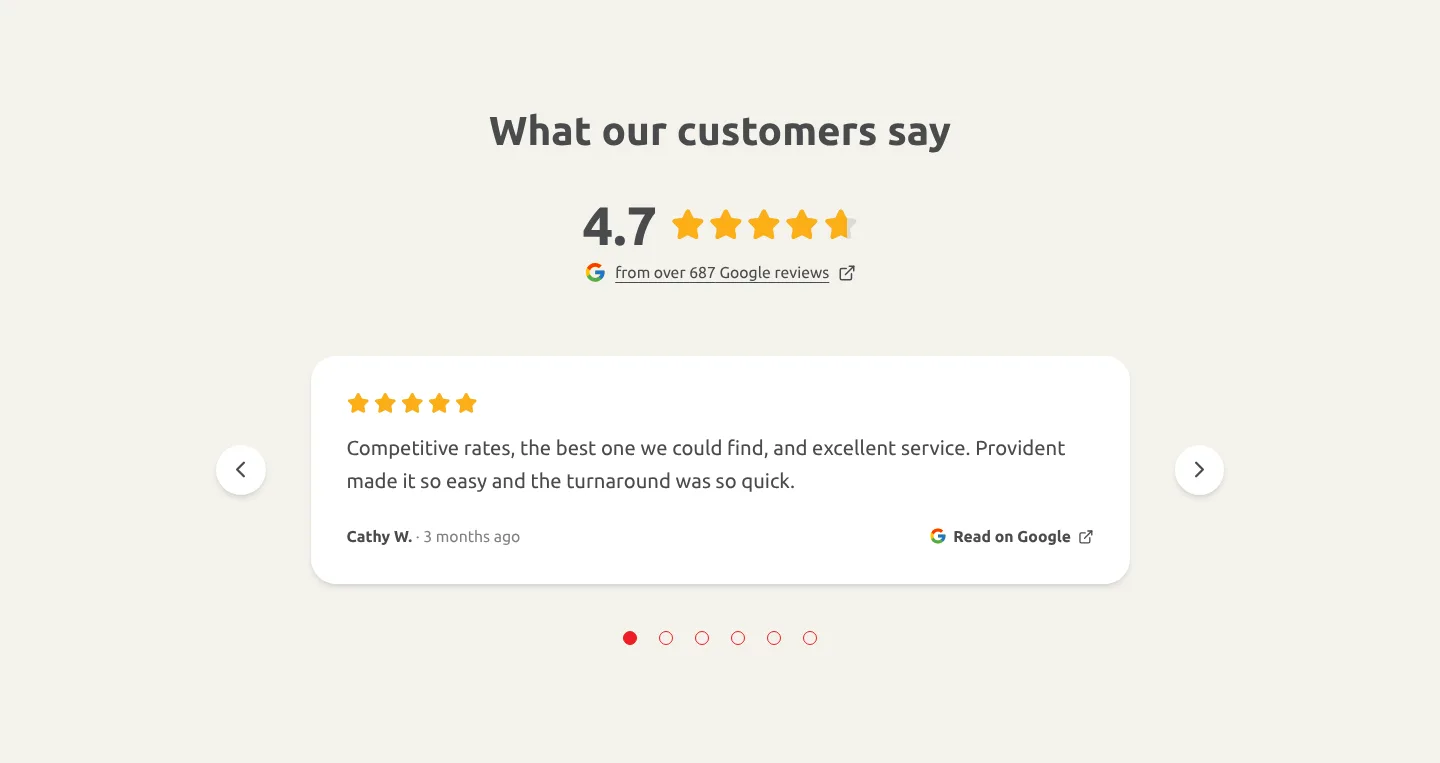 What our customers say
4.7
from over 687 Google reviews
Competitive rates, the best one we could find, and excellent service. Provident
made it so easy and the turnaround was so quick.
Cathy W. · 3 months ago
Read on Google